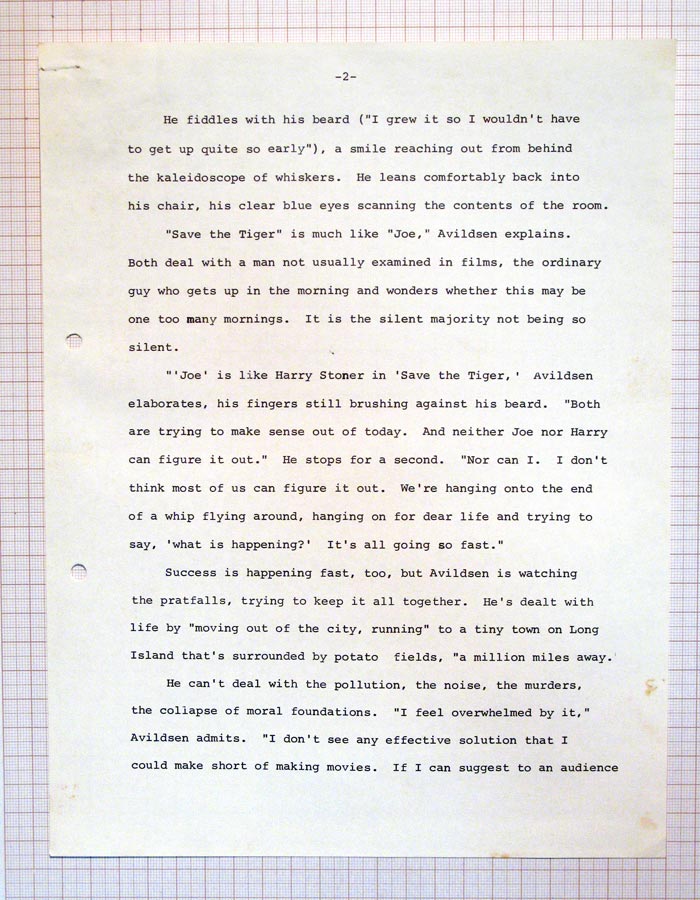 -2-
He fiddles with his beard ("I grew it so I wouldn't have
to get up quite so early"), a smile reaching out from behind
the kaleidoscope of whiskers. He leans comfortably back into
his chair, his clear blue eyes scanning the contents of the room.
"Save the Tiger" is much like "Joe," Avildsen explains.
Both deal with a man not usually examined in films, the ordinary
guy who gets up in the morning and wonders whether this may be
one too many mornings. It is the silent majority not being so
silent.
"'Joe' is like Harry Stoner in 'Save the Tiger,' Avildsen
elaborates, his fingers still brushing against his beard. "Both
are trying to make sense out of today. And neither Joe nor Harry
can figure it out." He stops for a second. "Nor can I. I don't
think most of us can figure it out. We're hanging onto the end
of a whip flying around, hanging on for dear life and trying to
say, 'what is happening?' It's all going so fast."
Success is happening fast, too, but Avildsen is watching
the pratfalls, trying to keep it all together. He's dealt with
life by "moving out of the city, running" to a tiny town on Long
Island that's surrounded by potato fields, "a million miles away.'
He can't deal with the pollution, the noise, the murders,
the collapse of moral foundations. "I feel overwhelmed by it,"
Avildsen admits. "I don't see any effective solution that I
could make short of making movies. If I can suggest to an audience